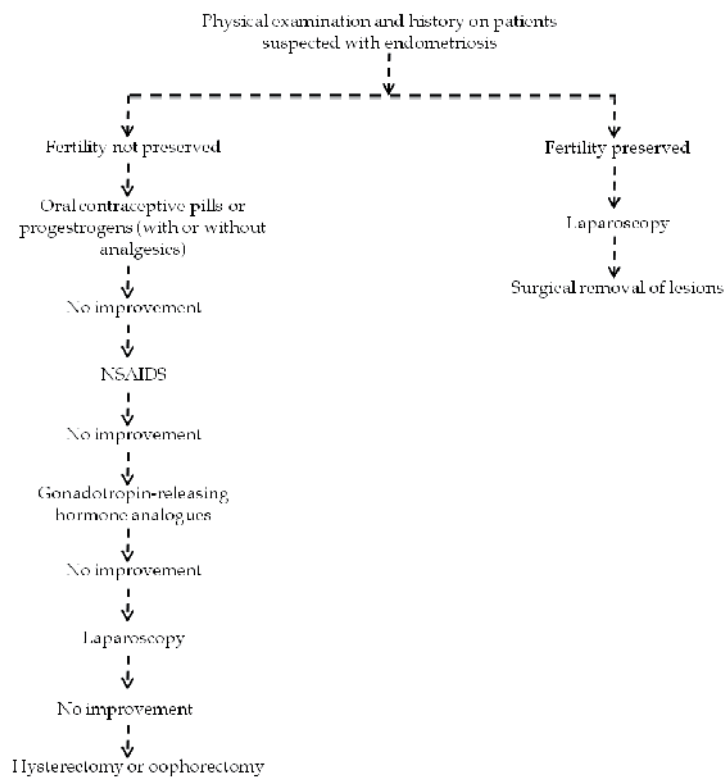 Physical examination and history on patients
suspected with endometriosis
Fertility not preserved
Fertility preserved
Oral contraceptive pills or
progestrogens (with or without
analgesics)
Laparoscopy
No improvement
Surgical removal of lesions
NSAIDS
No improvement
Gonadotropin-releasing
hormone analogues
No improvement
Laparoscopy
No improvement
Hysterectomy or oophorectomy